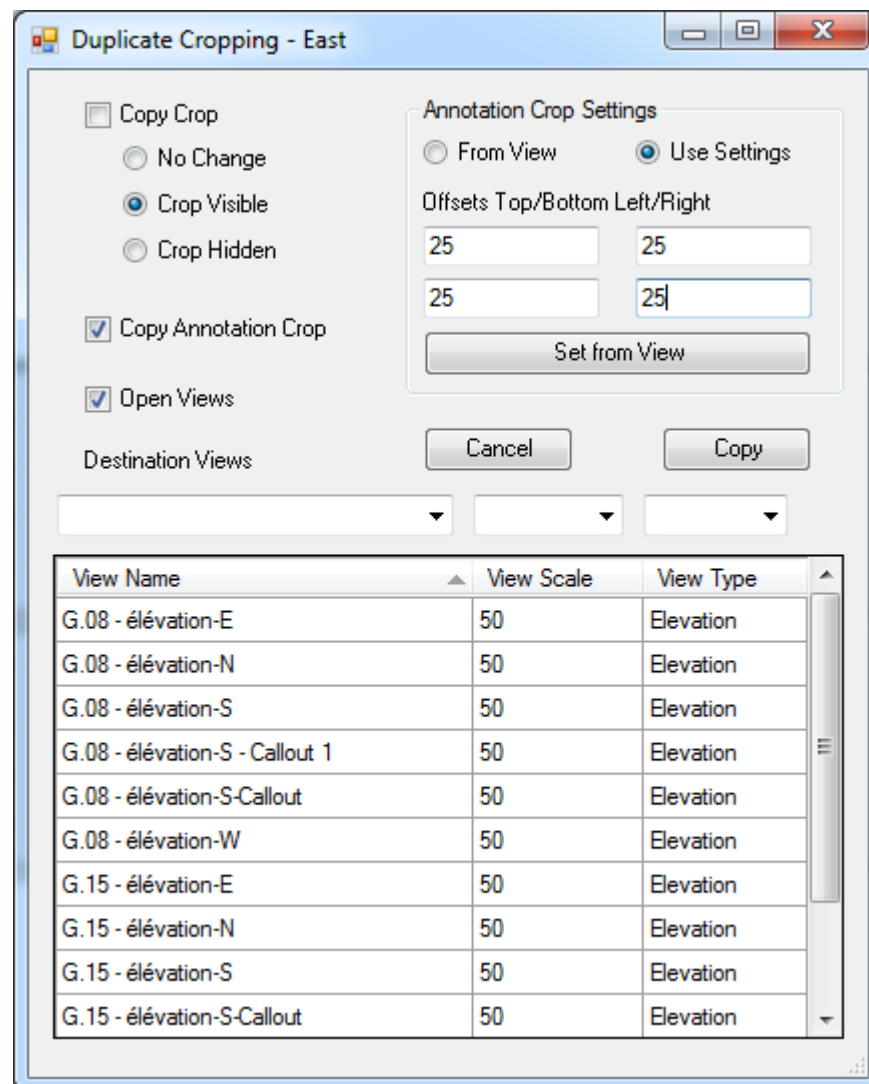 Duplicate Cropping - East
Copy Crop
No Change
Crop Visible
Crop Hidden
Copy Annotation Crop
Open Views
Annotation Crop Settings
From View Use Settings
Offsets Top/Bottom Left/Right
25 25
25 25
Set from View
Destination Views
Cancel Copy
View Name View Scale View Type
G.08 - élévation-E 50 Elevation
G.08 - élévation-N 50 Elevation
G.08 - élévation-S 50 Elevation
G.08 - élévation-S - Callout 1 50 Elevation
G.08 - élévation-S-Callout 50 Elevation
G.08 - élévation-W 50 Elevation
G.15 - élévation-E 50 Elevation
G.15 - élévation-N 50 Elevation
G.15 - élévation-S 50 Elevation
G.15 - élévation-S-Callout 50 Elevation